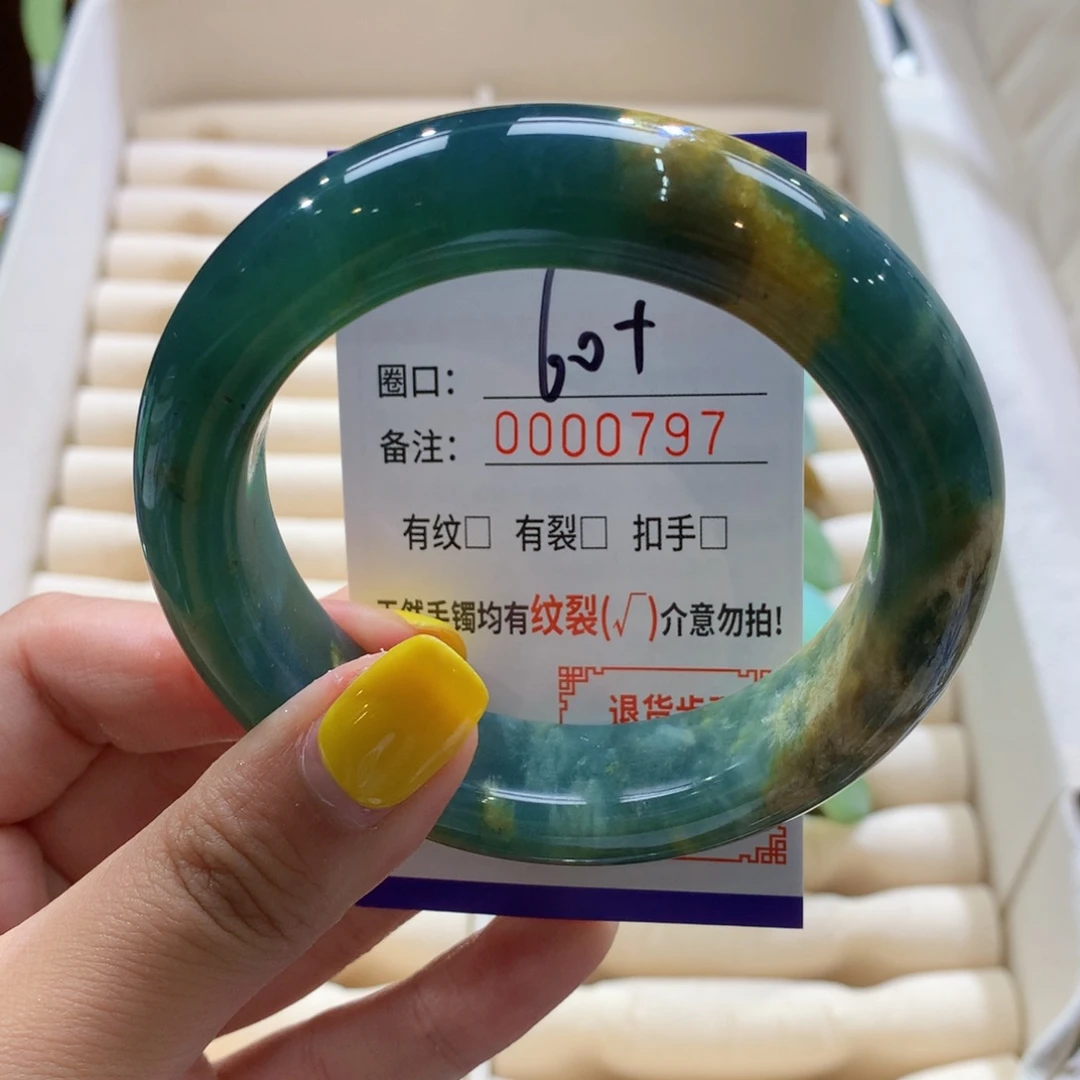 圈口: 60+
备注: 0000797
有纹□ 有裂□ 扣手□
天然手镯均有纹裂(√)介意勿拍!
退货